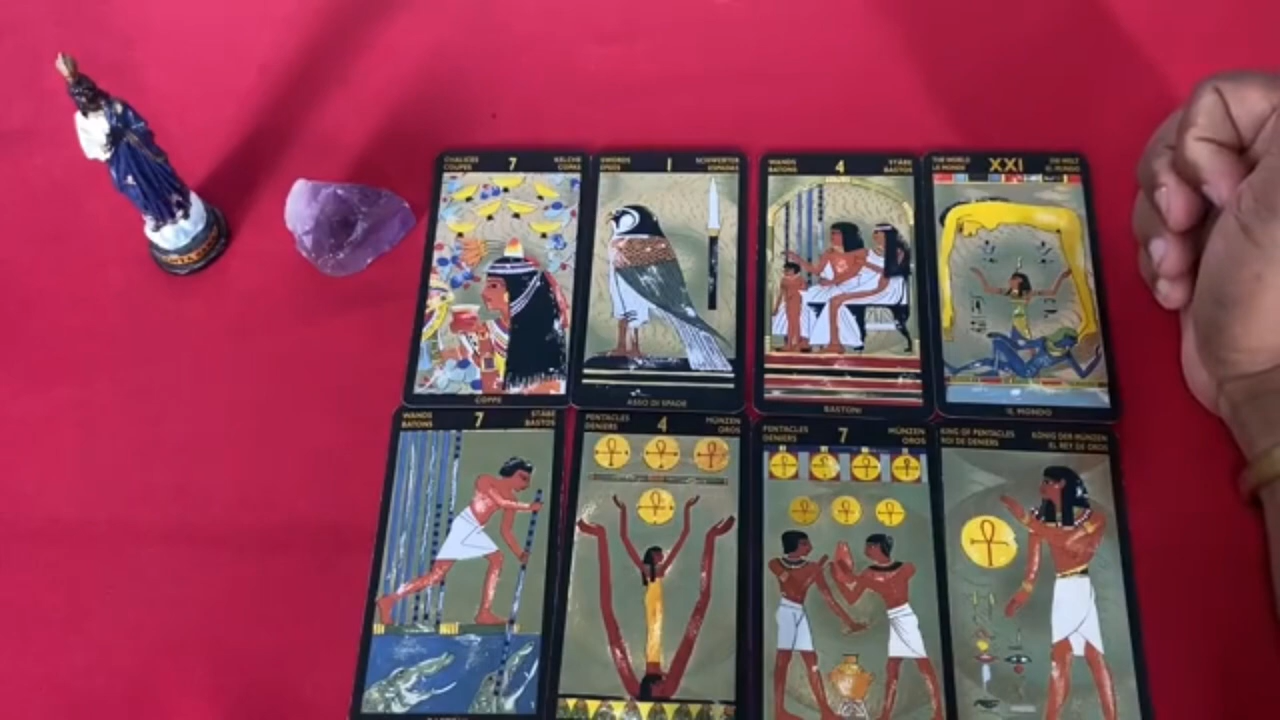 CHALICES 7 KELCHE
COUPES COPAS
COPPE
SWORDS I SCHWERTER
EPEES ESPADAS
ASSO DI SPADE
WANDS 4 STÄBE
BATONS BASTOS
BASTONI
THE WORLD XXI DIE WELT
LE MONDE EL MUNDO
IL MONDO
WANDS 7 STÄBE
BATONS BASTOS
PENTACLES 4 MÜNZEN
DENIERS OROS
PENTACLES 7 MÜNZEN
DENIERS OROS
KING OF PENTACLES KÖNIG DER MÜNZEN
ROI DE DENIERS EL REY DE OROS